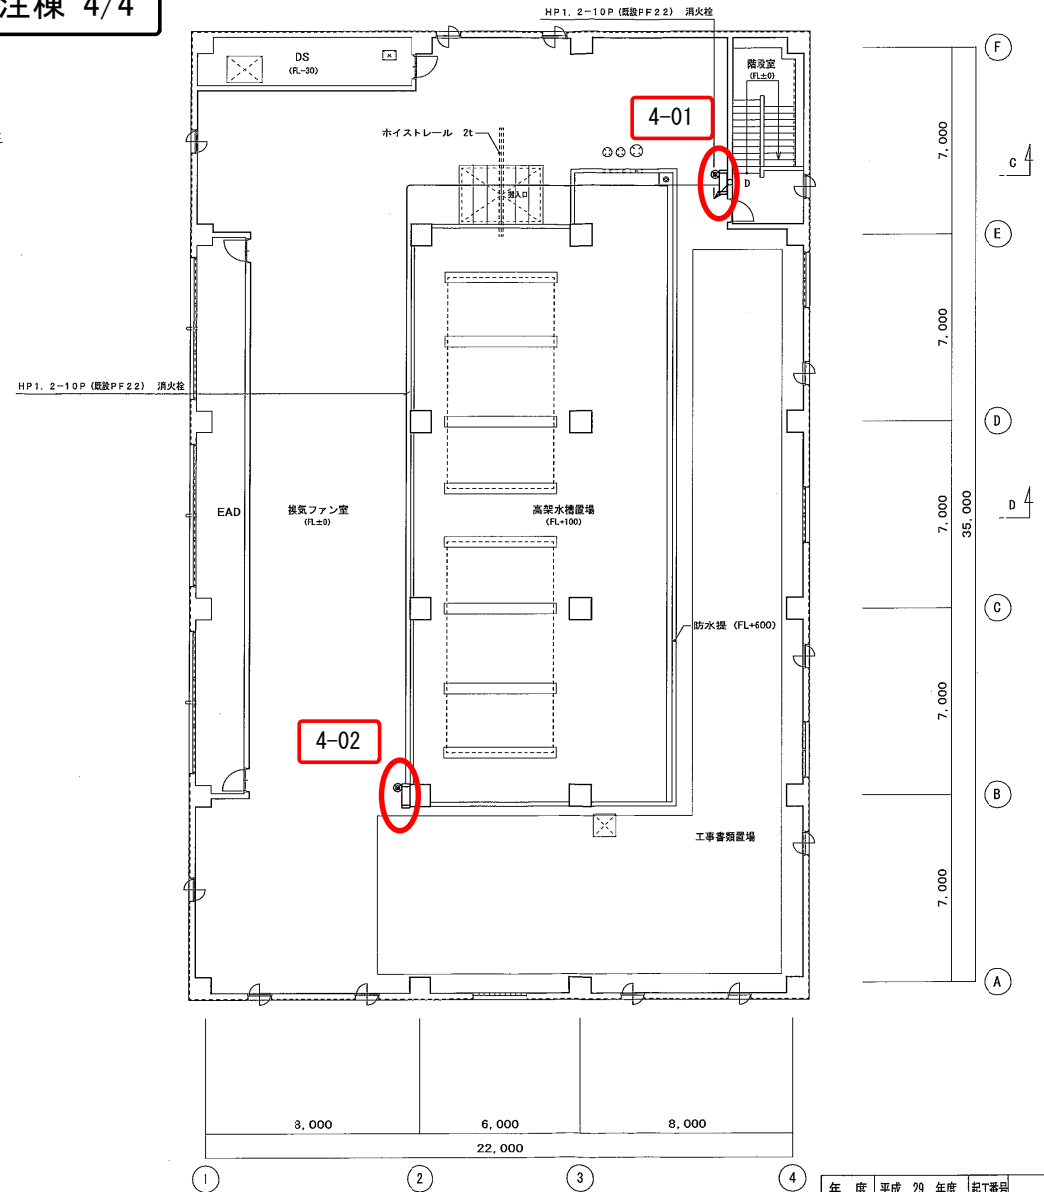 注棟 4/4
HP1. 2-10P (既設PF22) 消火栓
DS
(FL-30)
階段室
(FL±0)
F
4-01
ホイストレール 2t
7,000
C
搬入口
D
E
7,000
HP1. 2-10P (既設PF22) 消火栓
D
EAD
換気ファン室
(FL±0)
高架水槽置場
(FL+100)
7,000
35,000
D
C
防水提 (FL+600)
7,000
4-02
B
工事書類置場
7,000
A
8,000
6,000
8,000
22,000
1
2
3
4
年 度
平成 29 年度